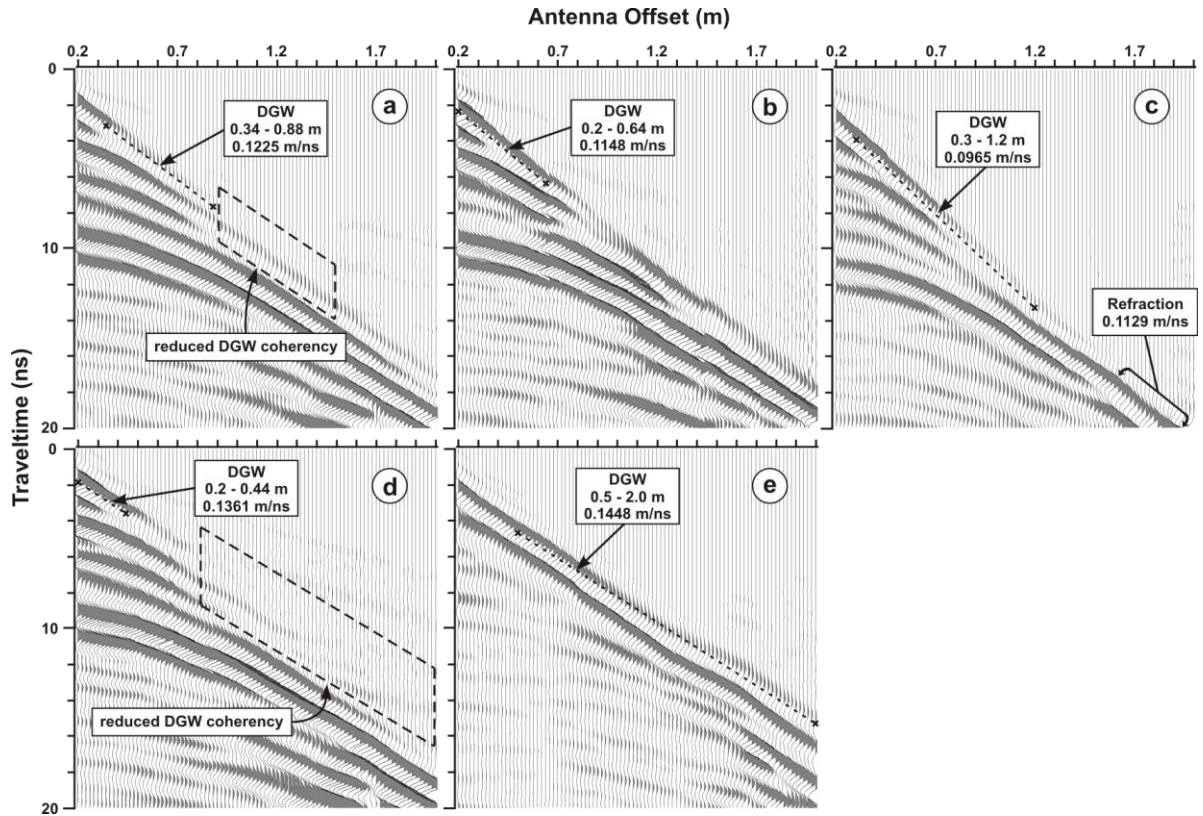 Antenna Offset (m)
0.2 0.7 1.2 1.7
0.2 0.7 1.2 1.7
0.2 0.7 1.2 1.7
Traveltime (ns)
0
10
20
a
DGW
0.34 - 0.88 m
0.1225 m/ns
reduced DGW coherency
b
DGW
0.2 - 0.64 m
0.1148 m/ns
c
DGW
0.3 - 1.2 m
0.0965 m/ns
Refraction
0.1129 m/ns
0
10
20
d
DGW
0.2 - 0.44 m
0.1361 m/ns
reduced DGW coherency
e
DGW
0.5 - 2.0 m
0.1448 m/ns